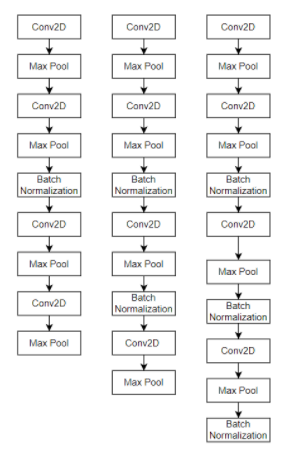 Conv2D
Max Pool
Conv2D
Max Pool
Batch
Normalization
Conv2D
Max Pool
Conv2D
Max Pool
Conv2D
Max Pool
Conv2D
Max Pool
Batch
Normalization
Conv2D
Max Pool
Batch
Normalization
Conv2D
Max Pool
Conv2D
Max Pool
Conv2D
Max Pool
Batch
Normalization
Conv2D
Max Pool
Batch
Normalization
Conv2D
Max Pool
Batch
Normalization